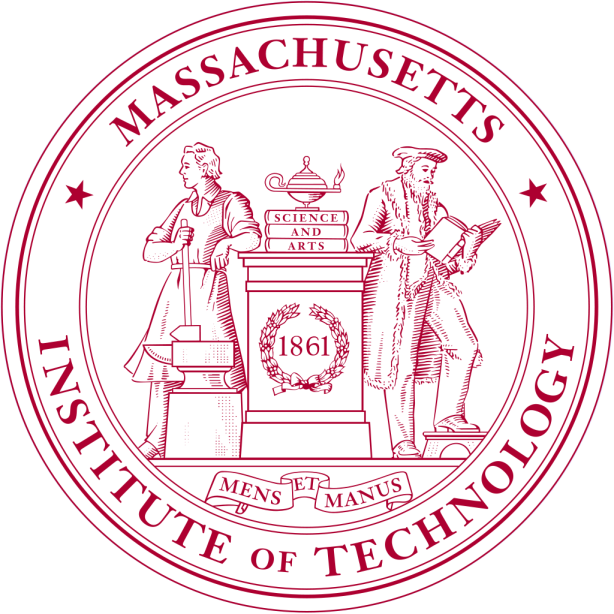 MASSACHUSETTS
SCIENCE
AND
ARTS
1861
MENS ET MANUS
INSTITUTE OF TECHNOLOGY